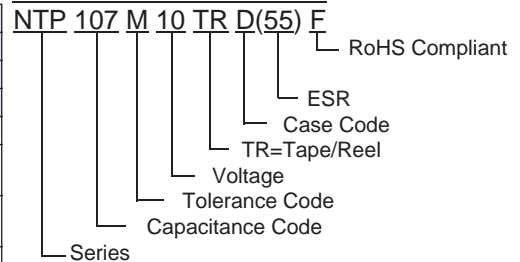 NTP 107 M 10 TR D(55) F
RoHS Compliant
ESR
Case Code
TR=Tape/Reel
Voltage
Tolerance Code
Capacitance Code
Series